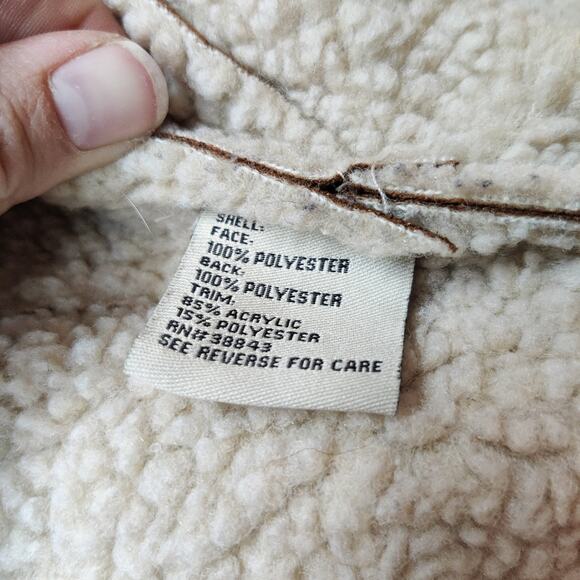 SHELL:
FACE:
100% POLYESTER
BACK:
100% POLYESTER
TRIM:
85% ACRYLIC
15% POLYESTER
RN# 38843
SEE REVERSE FOR CARE